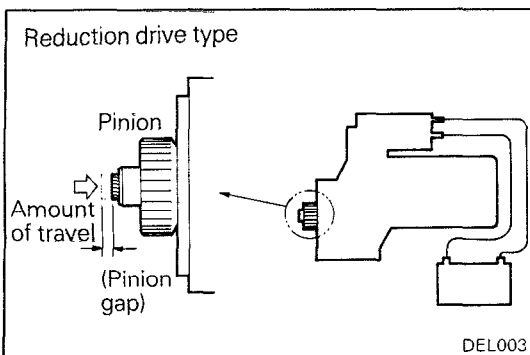 Reduction drive type
Pinion
Amount
of travel
(Pinion
gap)
DEL003